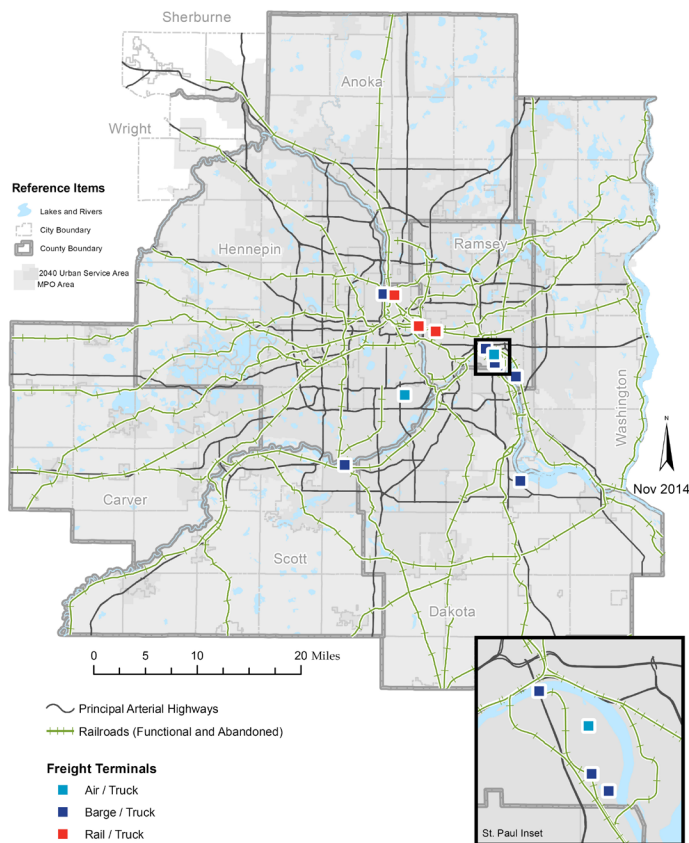 Sherburne
Anoka
Wright
Reference Items
Lakes and Rivers
City Boundary
County Boundary
2040 Urban Service Area
MPO Area
Hennepin
Ramsey
Washington
N
Nov 2014
Carver
Scott
Dakota
0 5 10 20 Miles
Principal Arterial Highways
Railroads (Functional and Abandoned)
Freight Terminals
Air / Truck
Barge / Truck
Rail / Truck
St. Paul Inset